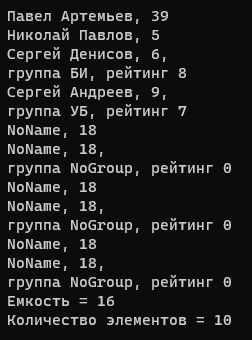 Павел Артемьев, 39
Николай Павлов, 5
Сергей Денисов, 6,
группа БИ, рейтинг 8
Сергей Андреев, 9,
группа УБ, рейтинг 7
NoName, 18
NoName, 18,
группа NoGroup, рейтинг 0
NoName, 18
NoName, 18,
группа NoGroup, рейтинг 0
NoName, 18
NoName, 18,
группа NoGroup, рейтинг 0
Емкость = 16
Количество элементов = 10